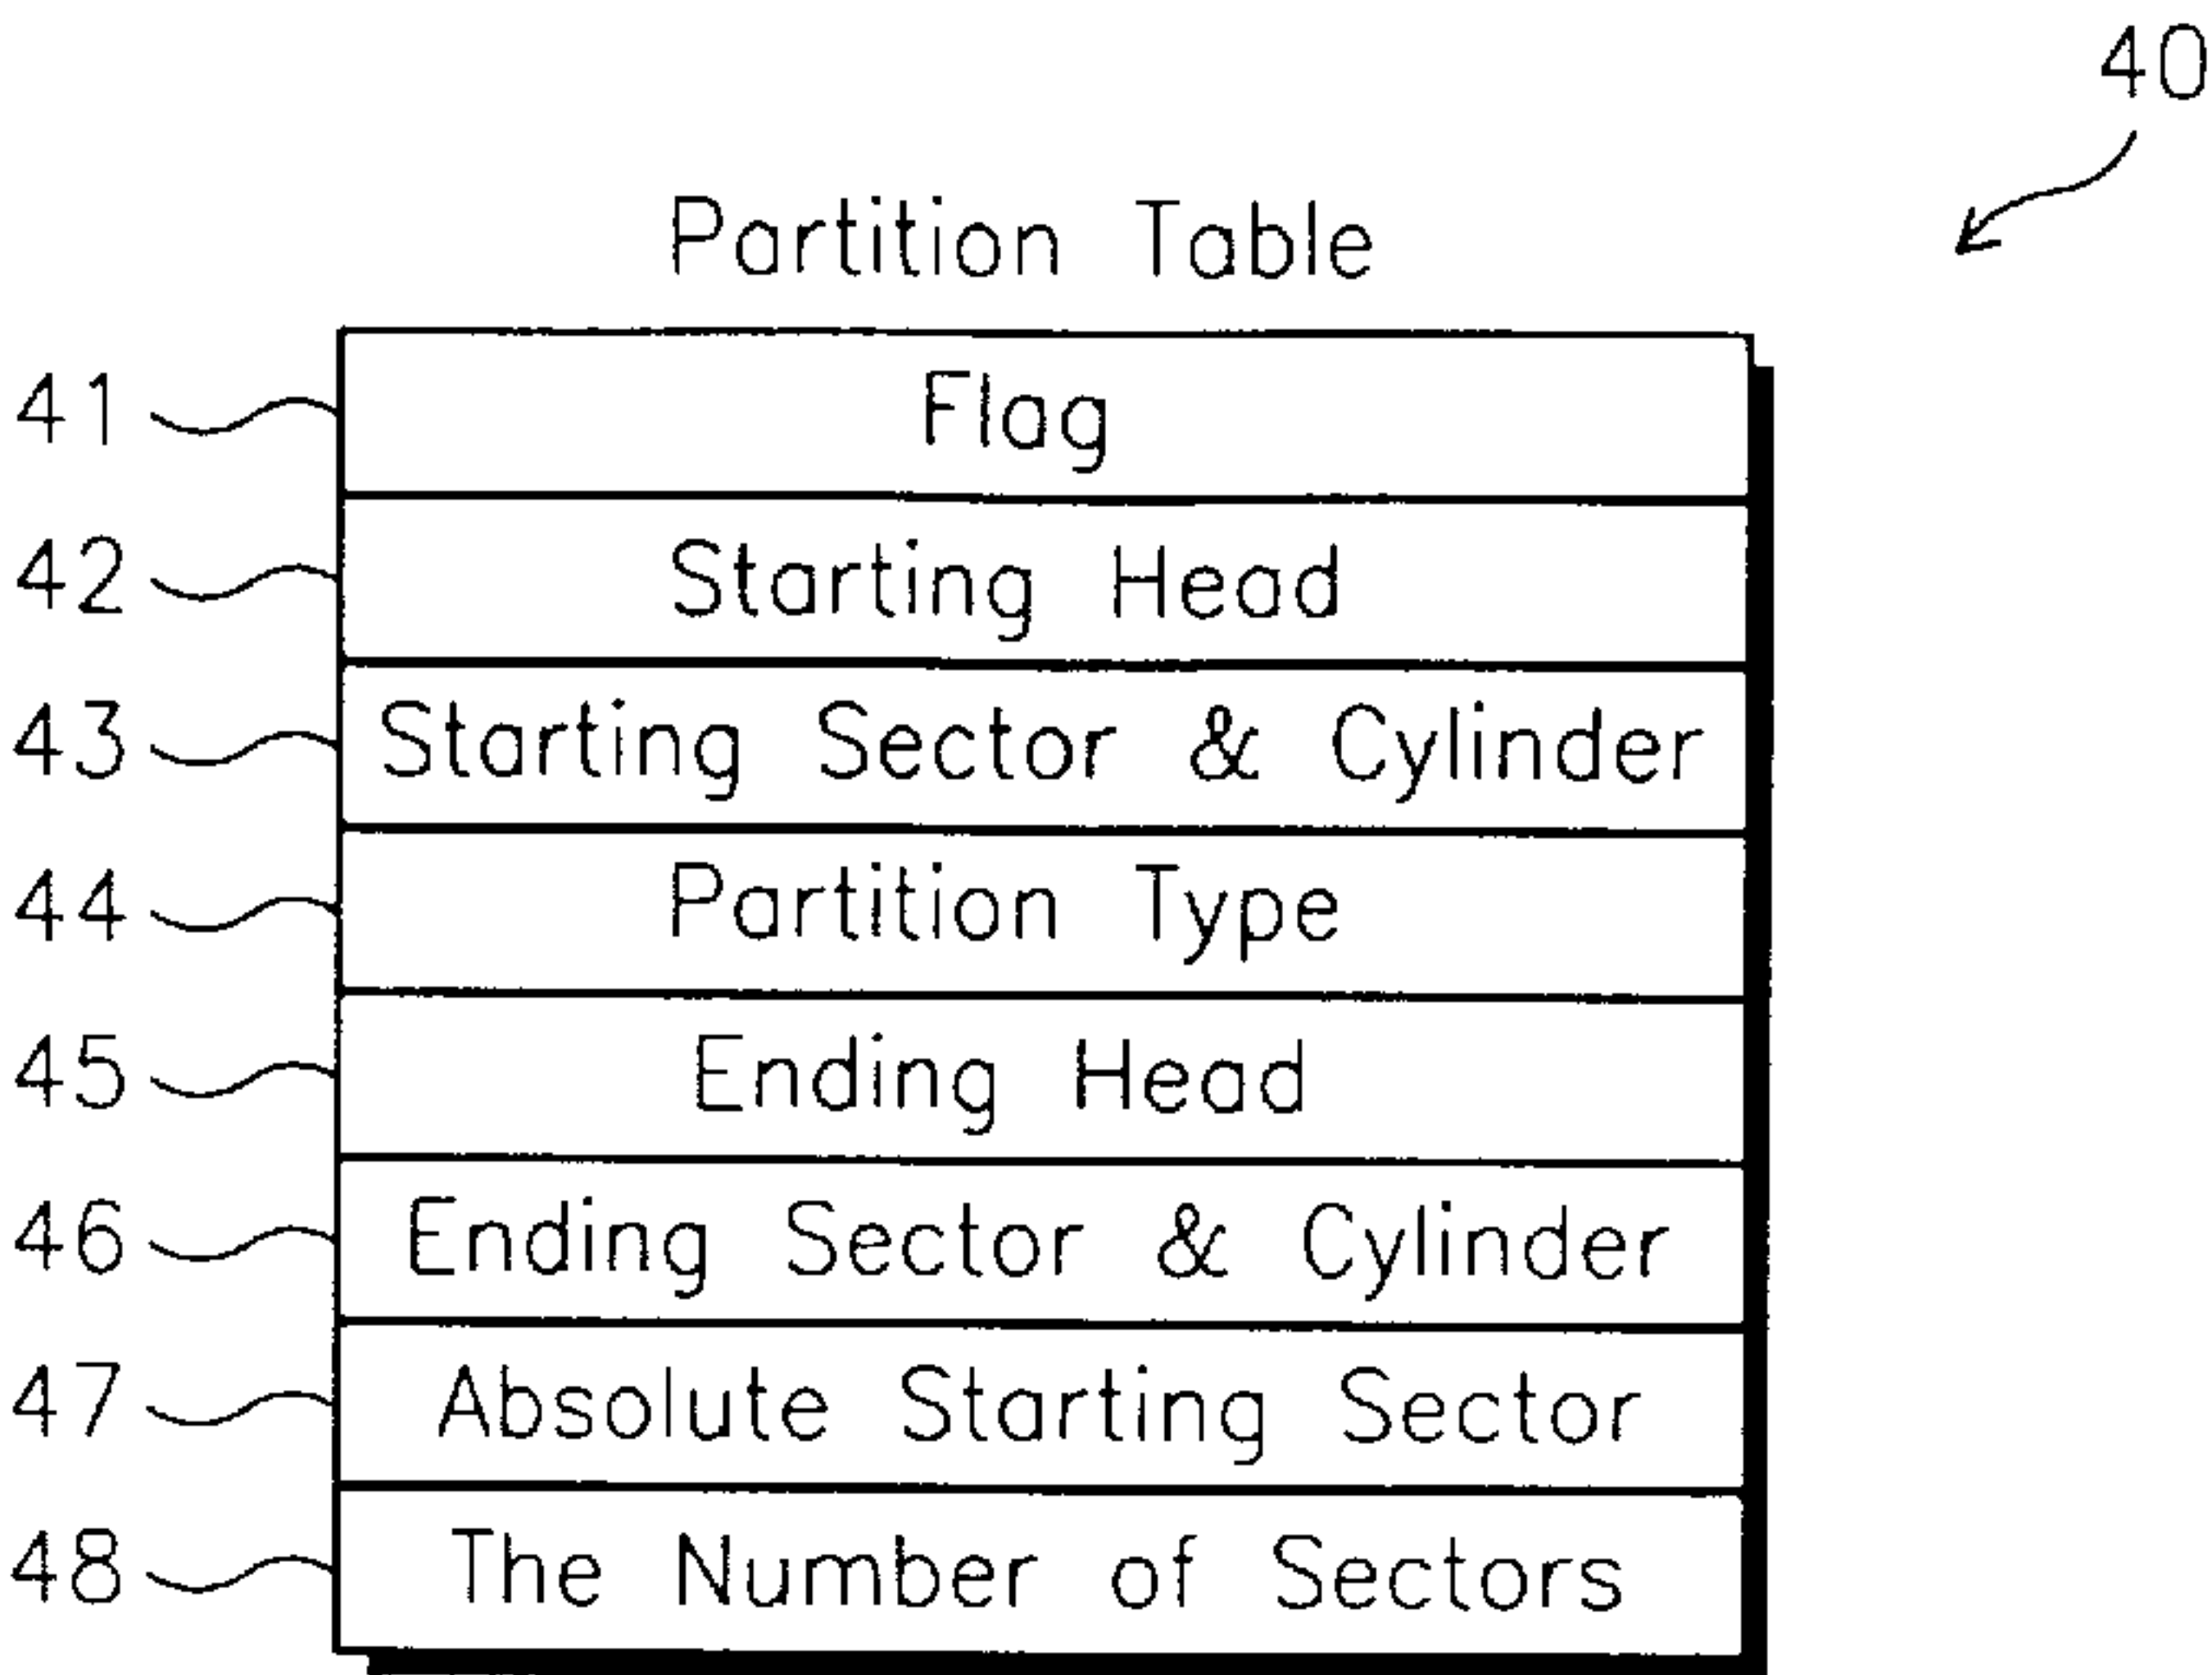 40
Partition Table
41 Flag
42 Starting Head
43 Starting Sector & Cylinder
44 Partition Type
45 Ending Head
46 Ending Sector & Cylinder
47 Absolute Starting Sector
48 The Number of Sectors